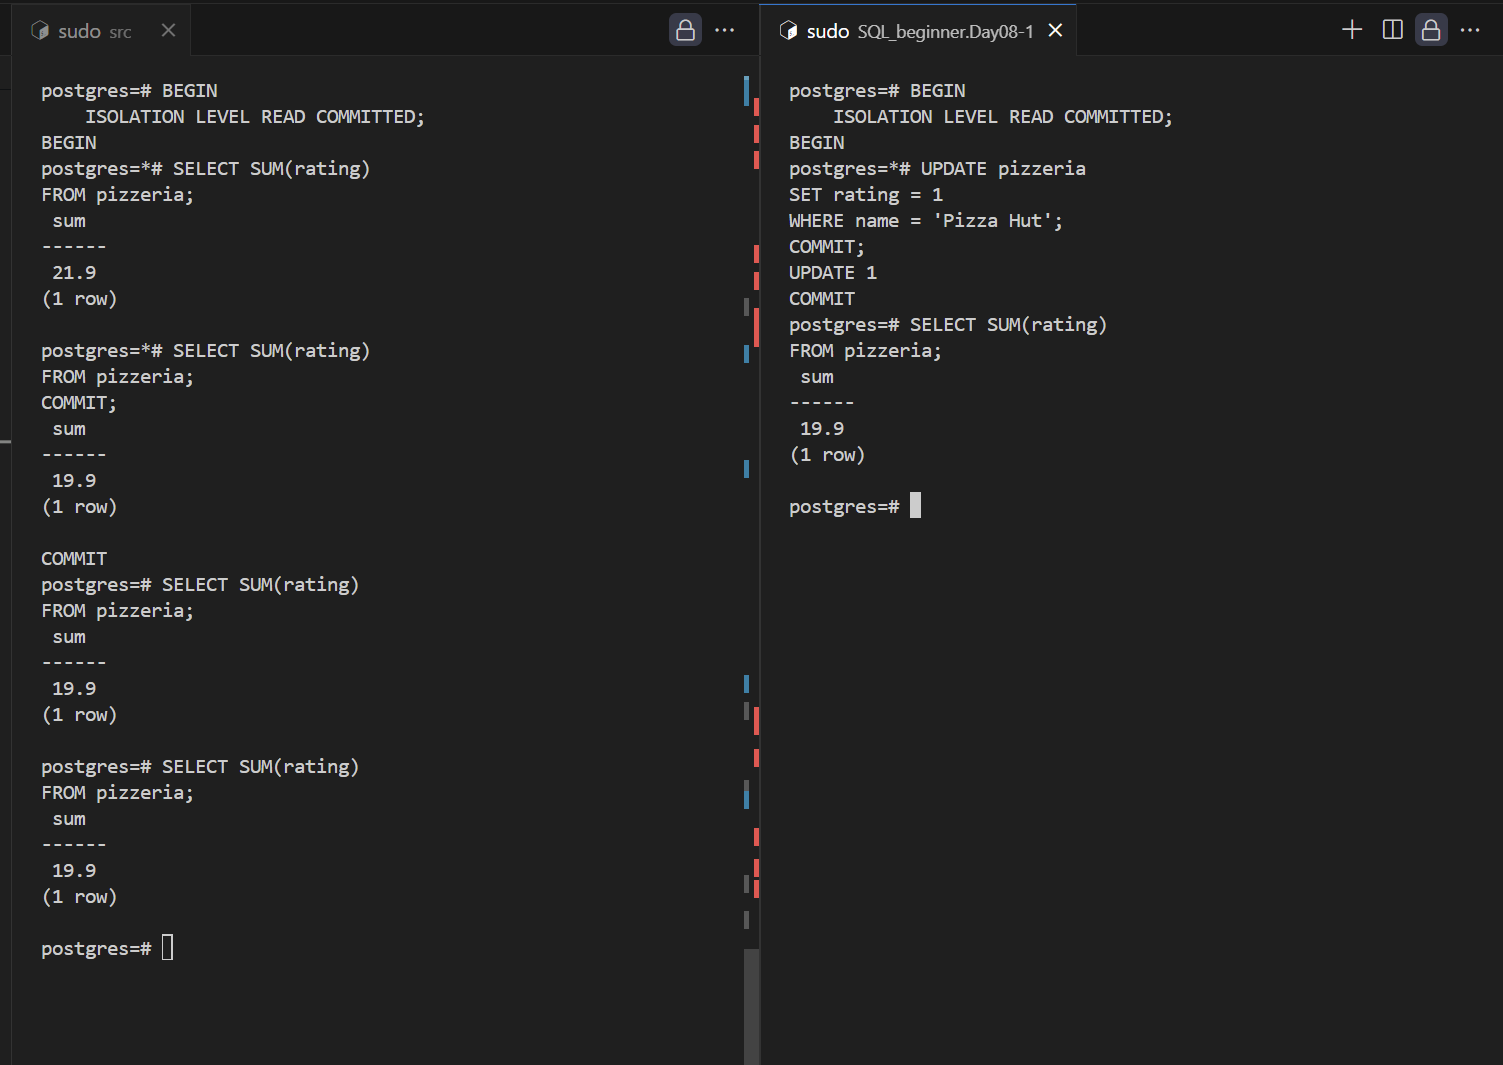 sudo src
postgres=# BEGIN
    ISOLATION LEVEL READ COMMITTED;
BEGIN
postgres=*# SELECT SUM(rating)
FROM pizzeria;
 sum
------
 21.9
(1 row)

postgres=*# SELECT SUM(rating)
FROM pizzeria;
COMMIT;
 sum
------
 19.9
(1 row)

COMMIT
postgres=# SELECT SUM(rating)
FROM pizzeria;
 sum
------
 19.9
(1 row)

postgres=# SELECT SUM(rating)
FROM pizzeria;
 sum
------
 19.9
(1 row)

postgres=#
sudo SQL_beginner.Day08-1
postgres=# BEGIN
    ISOLATION LEVEL READ COMMITTED;
BEGIN
postgres=*# UPDATE pizzeria
SET rating = 1
WHERE name = 'Pizza Hut';
COMMIT;
UPDATE 1
COMMIT
postgres=# SELECT SUM(rating)
FROM pizzeria;
 sum
------
 19.9
(1 row)

postgres=#